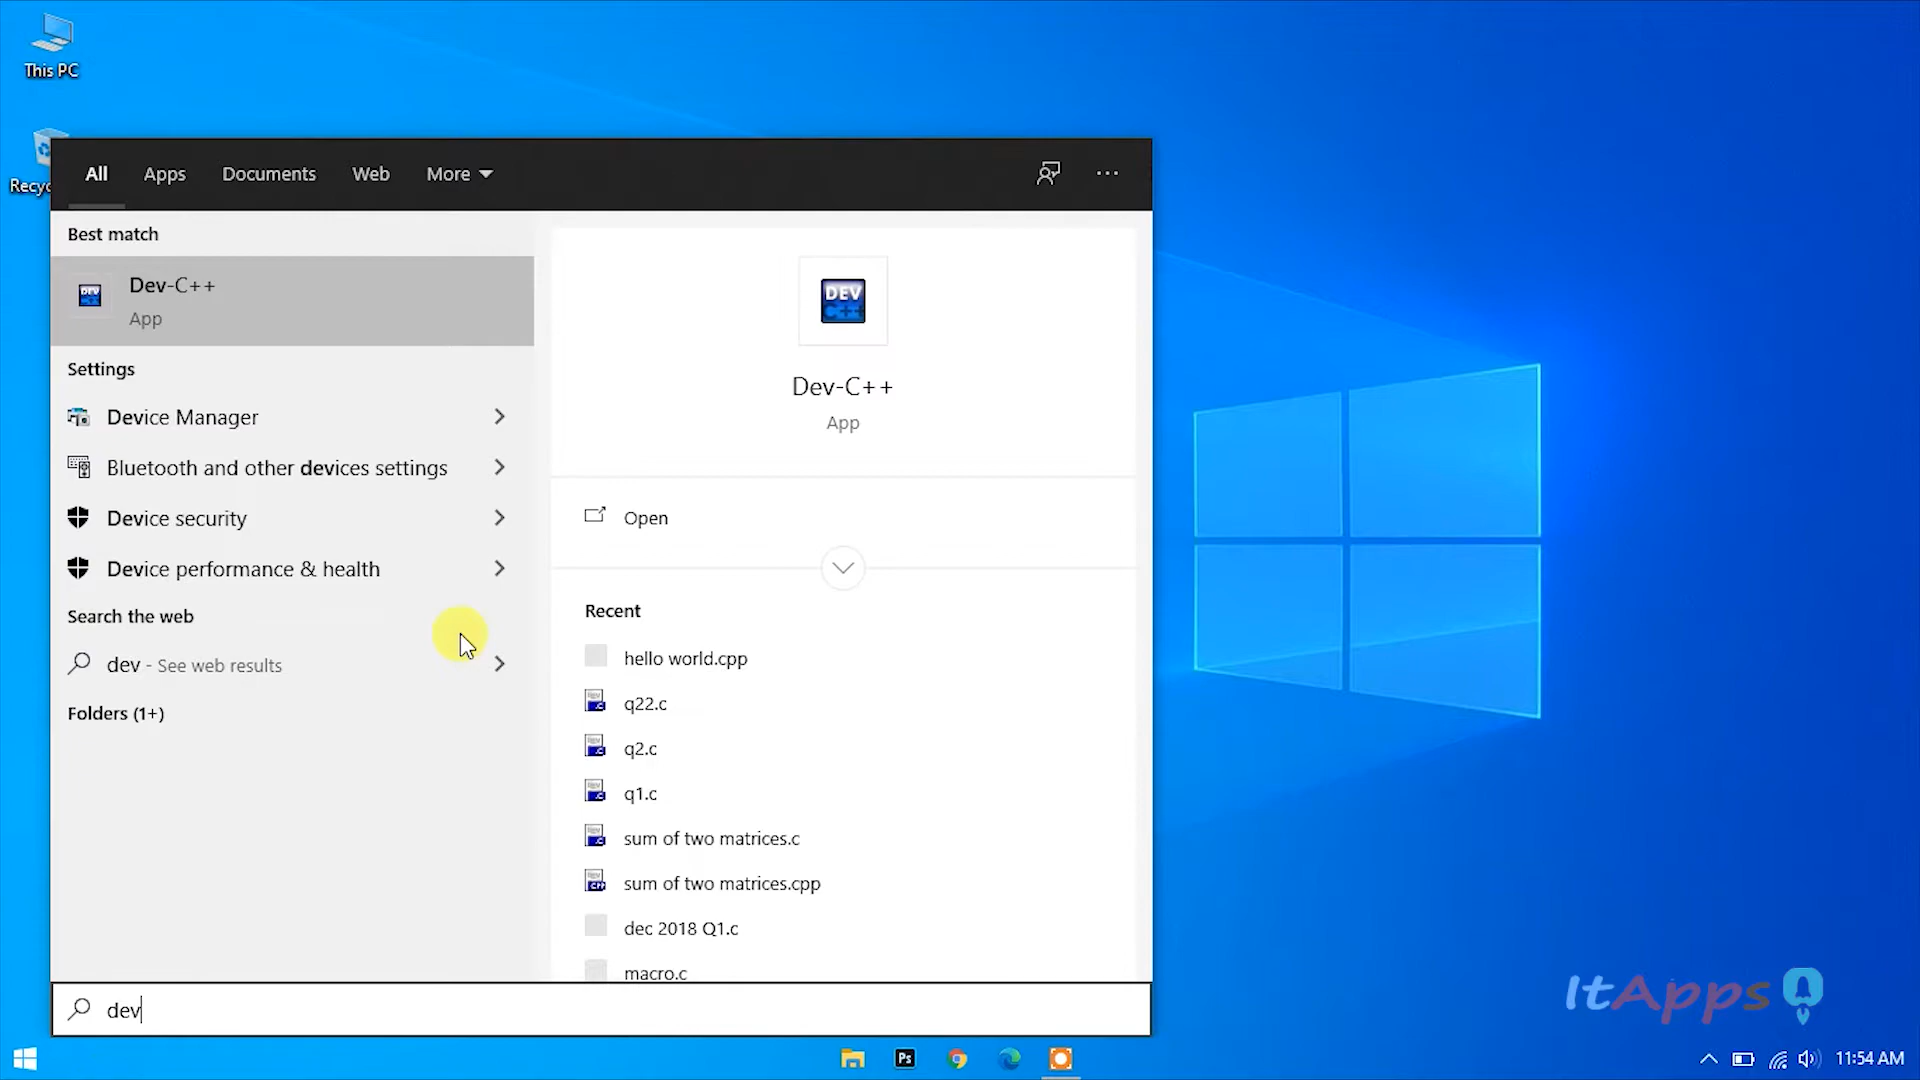 This PC
Recyc
All Apps Documents Web More
Best match
Dev-C++
App
Settings
Device Manager
Bluetooth and other devices settings
Device security
Device performance & health
Search the web
dev - See web results
Folders (1+)
DEV
C++
Dev-C++
App
Open
Recent
hello world.cpp
q22.c
q2.c
q1.c
sum of two matrices.c
sum of two matrices.cpp
dec 2018 Q1.c
macro.c
dev
ItApps
Ps
11:54 AM